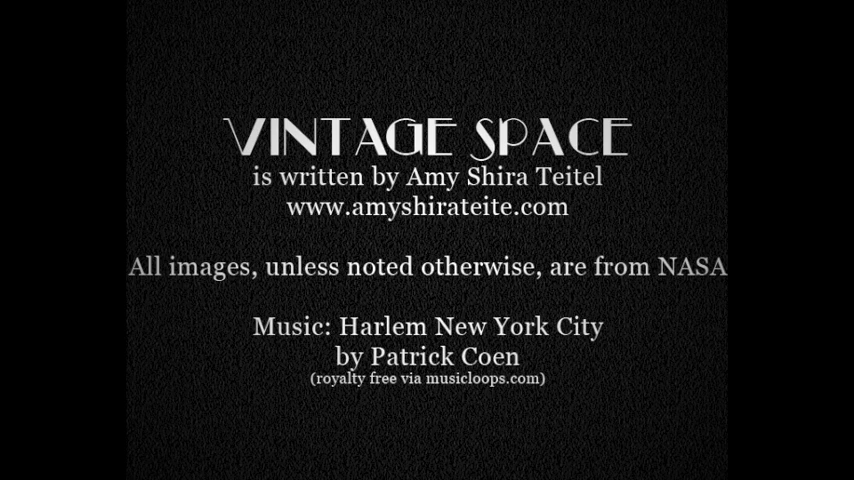 VINTAGE SPACE
is written by Amy Shira Teitel
www.amyshirateite.com
All images, unless noted otherwise, are from NASA
Music: Harlem New York City
by Patrick Coen
(royalty free via musicloops.com)